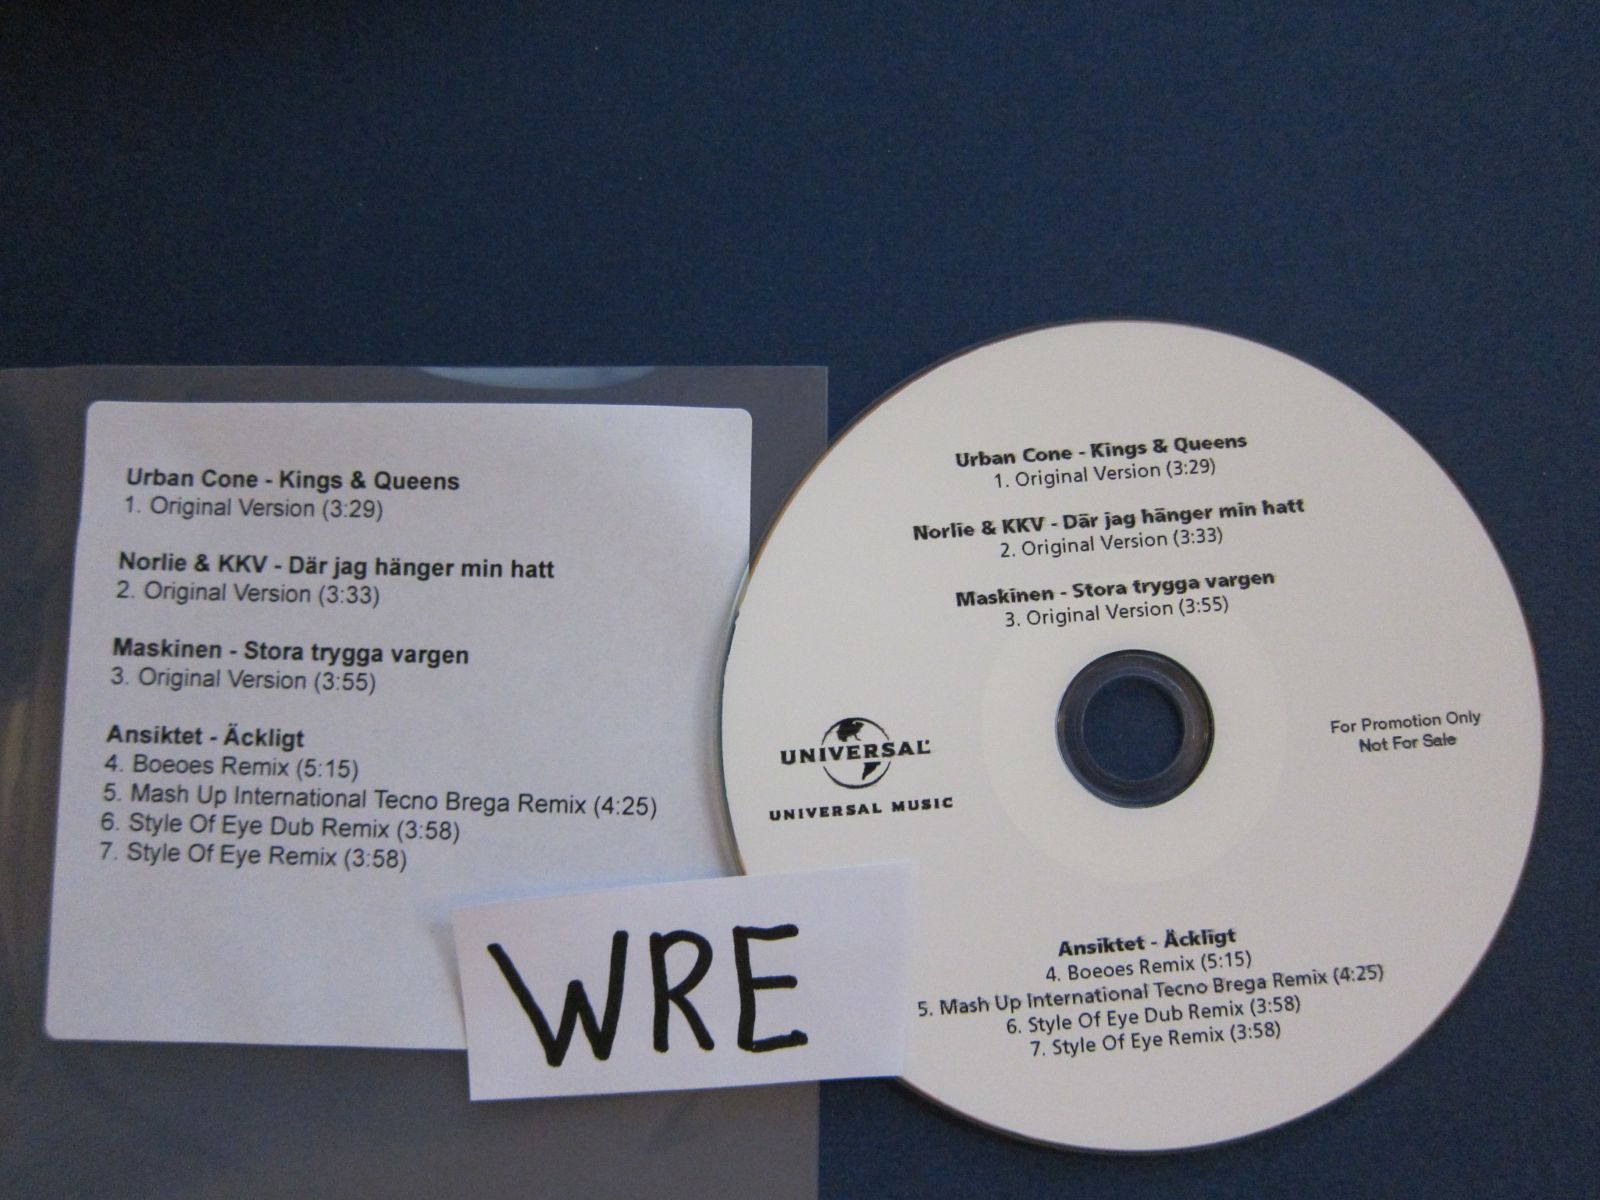 Urban Cone - Kings & Queens
1. Original Version (3:29)
Norlie & KKV - Där jag hänger min hatt
2. Original Version (3:33)
Maskinen - Stora trygga vargen
3. Original Version (3:55)
Ansiktet - Äckligt
4. Boeoes Remix (5:15)
5. Mash Up International Tecno Brega Remix (4:25)
6. Style Of Eye Dub Remix (3:58)
7. Style Of Eye Remix (3:58)
WRE
Urban Cone - Kings & Queens
1. Original Version (3:29)
Norlie & KKV - Där jag hänger min hatt
2. Original Version (3:33)
Maskinen - Stora trygga vargen
3. Original Version (3:55)
UNIVERSAL
UNIVERSAL MUSIC
For Promotion Only
Not For Sale
Ansiktet - Äckligt
4. Boeoes Remix (5:15)
5. Mash Up International Tecno Brega Remix (4:25)
6. Style Of Eye Dub Remix (3:58)
7. Style Of Eye Remix (3:58)